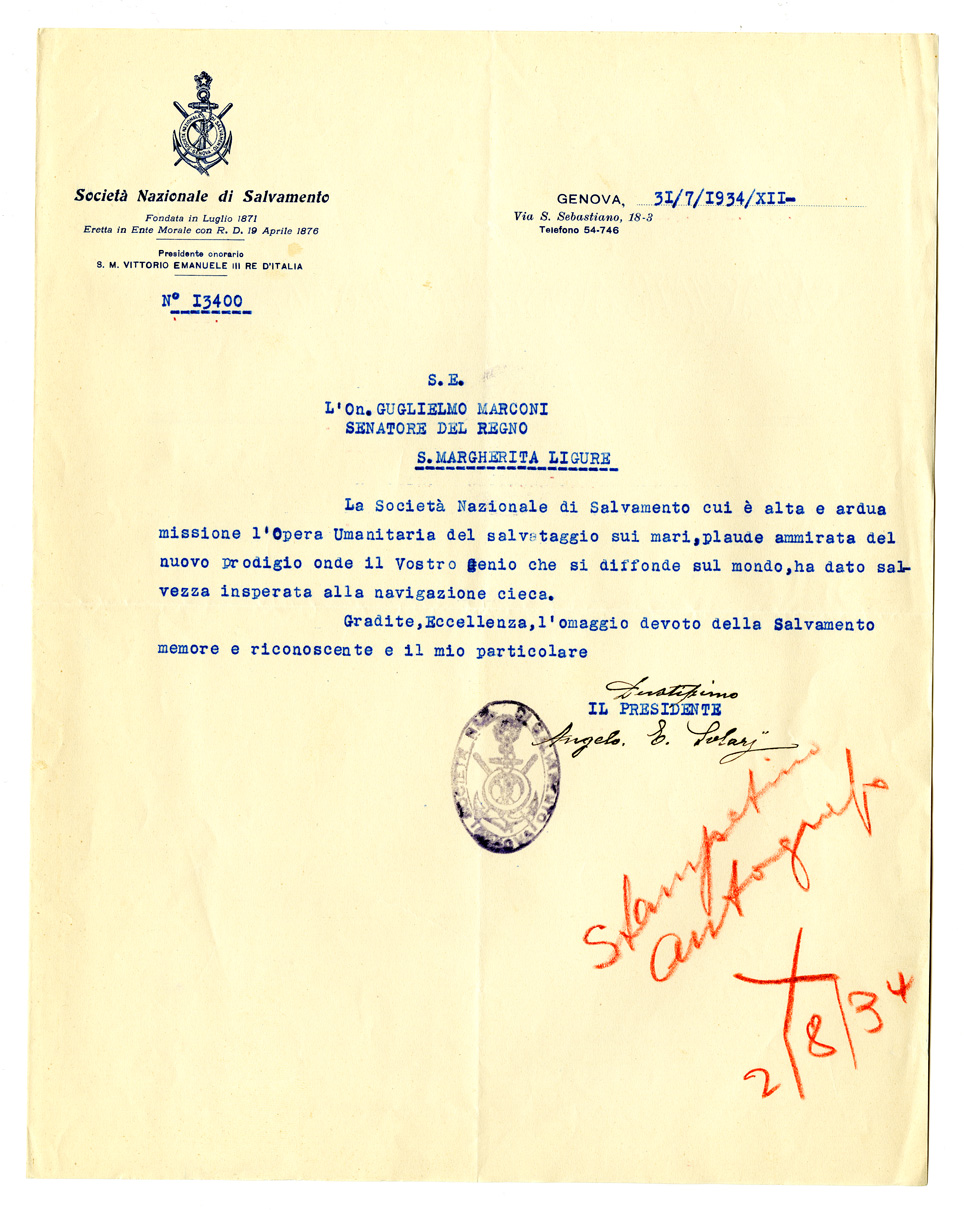 Società Nazionale di Salvamento
Fondata in Luglio 1871
Eretta in Ente Morale con R. D. 19 Aprile 1876
Presidente onorario
S. M. VITTORIO EMANUELE III RE D'ITALIA
N° I3400
GENOVA, 3I/7/I934/XII-
Via S. Sebastiano, 18-3
Telefono 54-746
S.E.
L'On.GUGLIELMO MARCONI
SENATORE DEL REGNO
S.MARGHERITA LIGURE
La Società Nazionale di Salvamento cui è alta e ardua
missione l'Opera Umanitaria del salvataggio sui mari,plaude ammirata del
nuovo prodigio onde il Vostro genio che si diffonde sul mondo,ha dato sal-
vezza insperata alla navigazione cieca.
Gradite,Eccellenza,l'omaggio devoto della Salvamento
memore e riconoscente e il mio particolare
IL PRESIDENTE
Angelo. E. Solarj
Stampatino
autografo
2/8/34